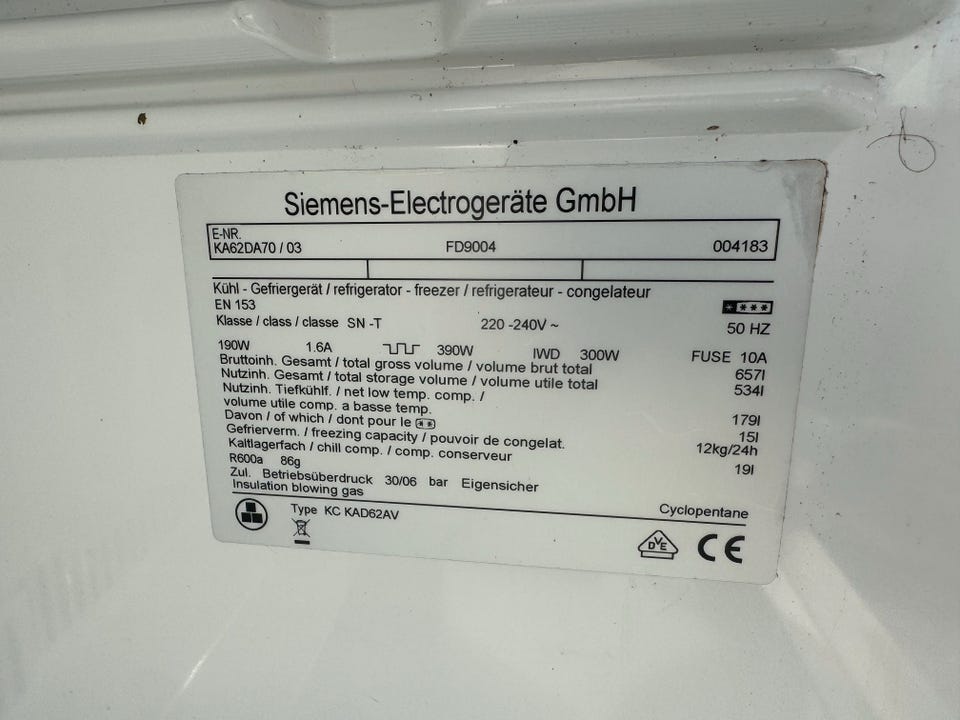 Siemens-Electrogeräte GmbH
E-NR.
KA62DA70 / 03 FD9004 004183
Kühl - Gefriergerät / refrigerator - freezer / refrigerateur - congelateur
EN 153
Klasse / class / classe SN -T 220 -240V ~ 50 HZ
190W 1.6A 390W IWD 300W FUSE 10A
Bruttoinh. Gesamt / total gross volume / volume brut total 657l
Nutzinh. Gesamt / total storage volume / volume utile total 534l
Nutzinh. Tiefkühlf. / net low temp. comp. /
volume utile comp. a basse temp. 179l
Davon / of which / dont pour le 15l
Gefrierverm. / freezing capacity / pouvoir de congelat. 12kg/24h
Kaltlagerfach / chill comp. / comp. conserveur 19l
R600a 86g
Zul. Betriebsüberdruck 30/06 bar Eigensicher
Insulation blowing gas Cyclopentane
Type KC KAD62AV
DVE CE